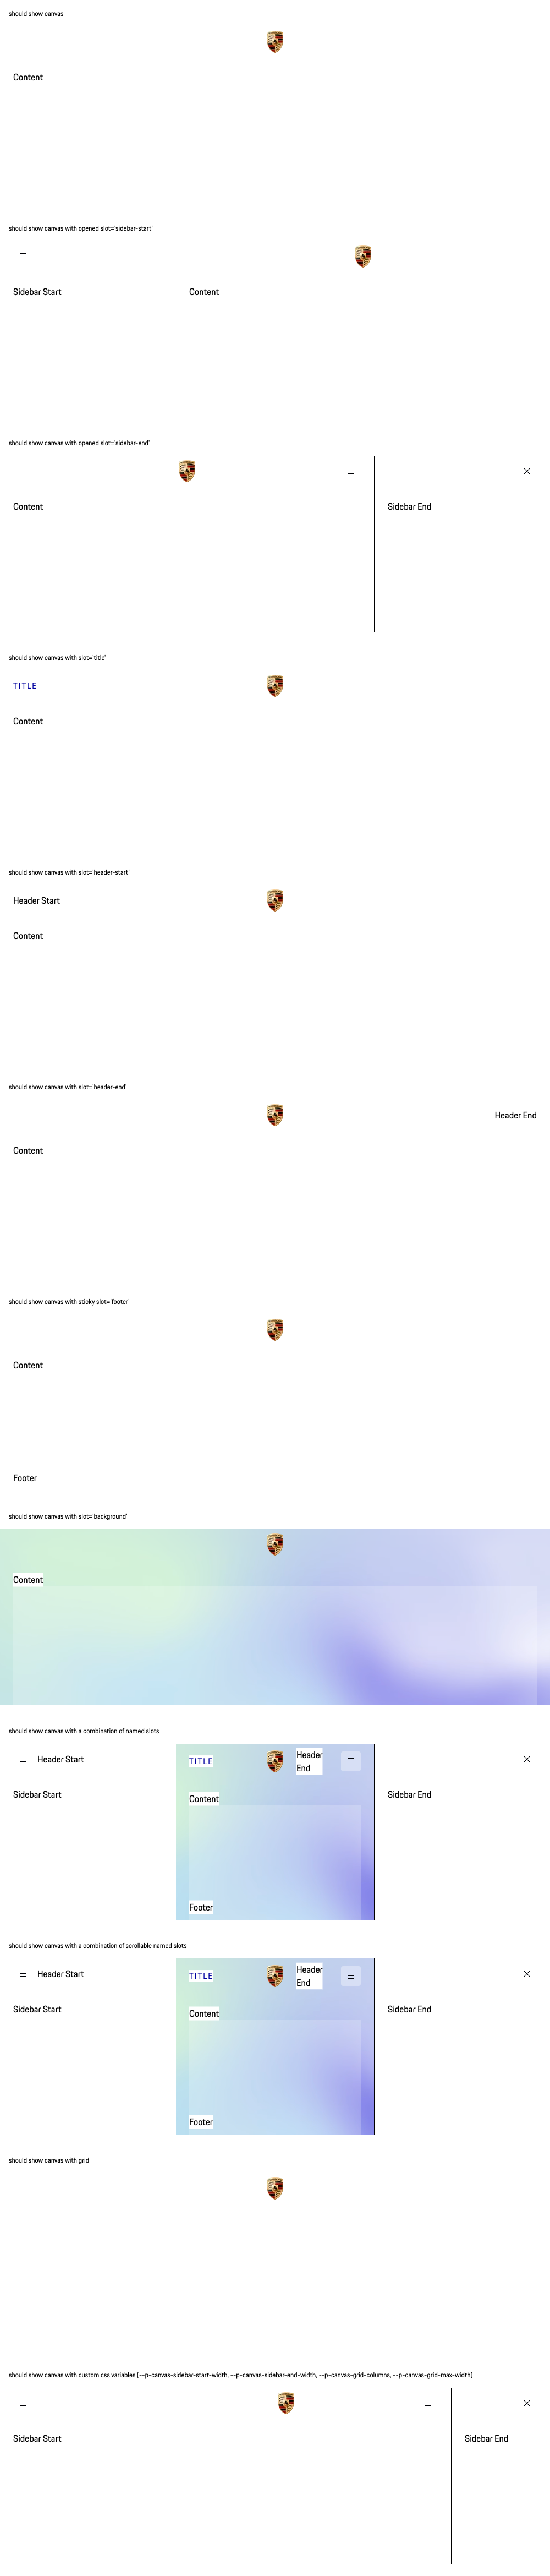 should show canvas
Content
should show canvas with opened slot='sidebar-start'
Sidebar Start
Content
should show canvas with opened slot='sidebar-end'
Content
Sidebar End
should show canvas with slot='title'
TITLE
Content
should show canvas with slot='header-start'
Header Start
Content
should show canvas with slot='header-end'
Header End
Content
should show canvas with sticky slot='footer'
Content
Footer
should show canvas with slot='background'
Content
should show canvas with a combination of named slots
Header Start
TITLE
Header
End
Sidebar Start
Content
Sidebar End
Footer
should show canvas with a combination of scrollable named slots
Header Start
TITLE
Header
End
Sidebar Start
Content
Sidebar End
Footer
should show canvas with grid
should show canvas with custom css variables (--p-canvas-sidebar-start-width, --p-canvas-sidebar-end-width, --p-canvas-grid-columns, --p-canvas-grid-max-width)
Sidebar Start
Sidebar End